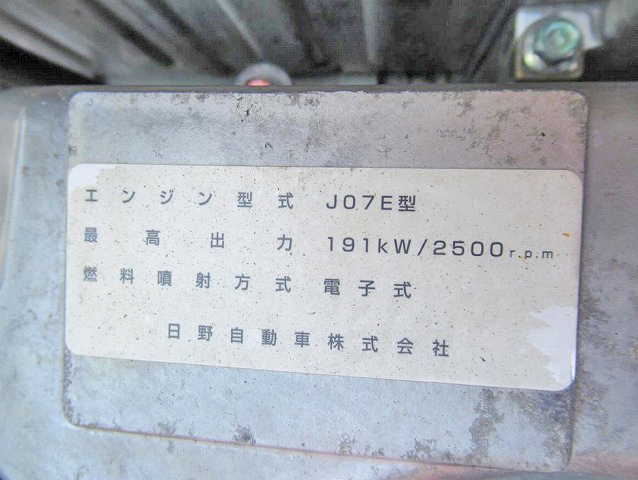 エンジン型式 J07E型
最高出力 191kW/2500r.p.m
燃料噴射方式 電子式
日野自動車株式会社